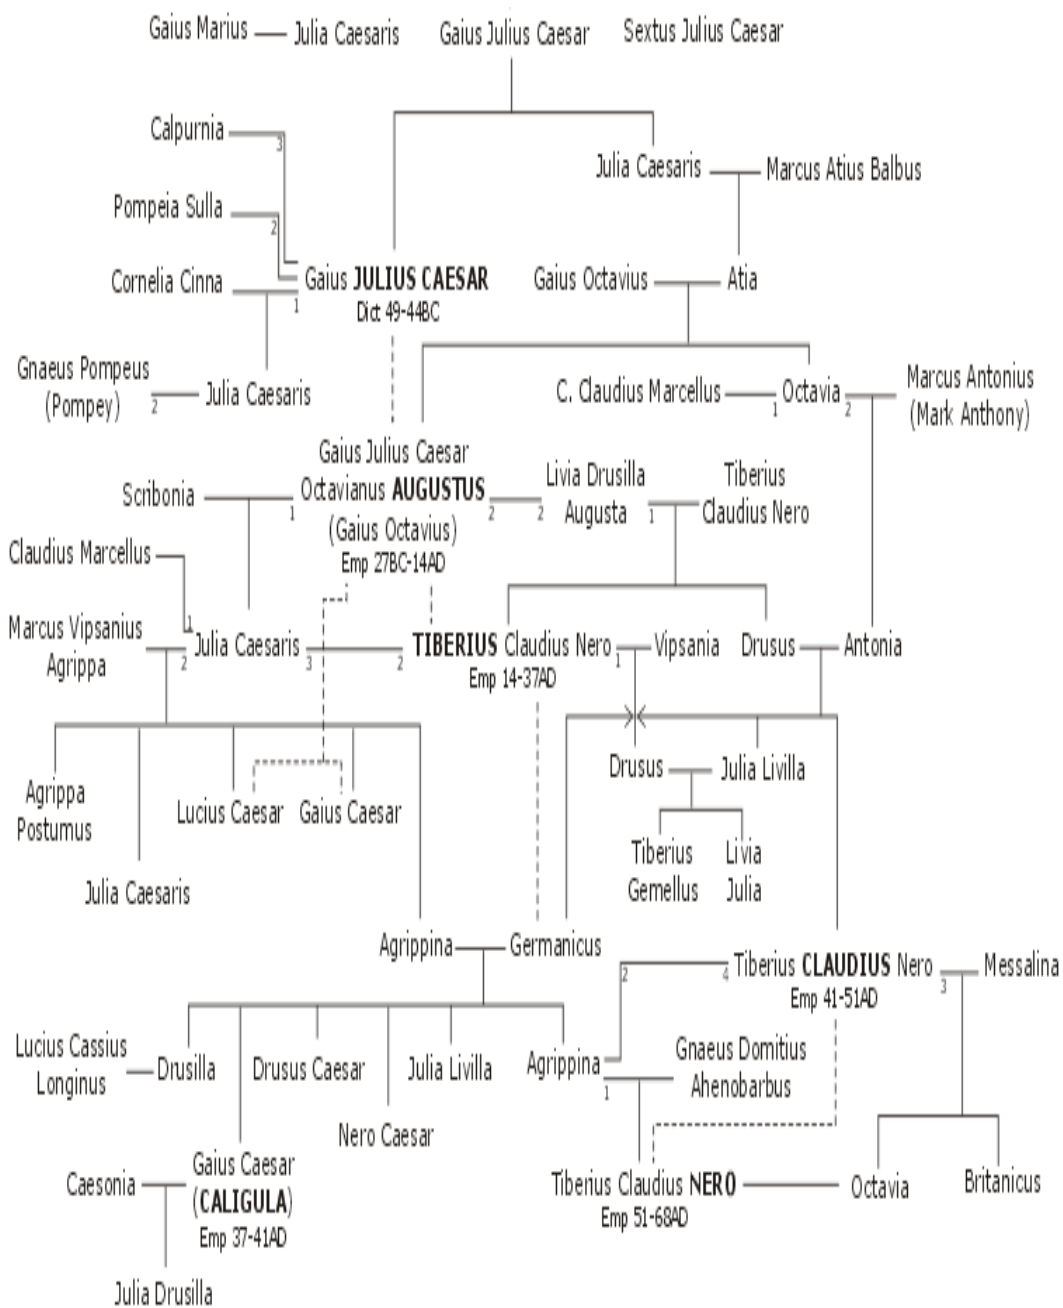 Gaius Marius Julia Caesaris Gaius Julius Caesar Sextus Julius Caesar
Calpurnia
3
Julia Caesaris Marcus Atius Balbus
Pompeia Sulla
2
Cornelia Cinna Gaius JULIUS CAESAR Gaius Octavius Atia
1 Dict 49-44BC
Gnaeus Pompeus
(Pompey) 2 Julia Caesaris C. Claudius Marcellus 1 Octavia 2 Marcus Antonius
(Mark Anthony)
Gaius Julius Caesar
Scribonia 1 Octavianus AUGUSTUS 2 2 Livia Drusilla 1 Tiberius
(Gaius Octavius) Augusta Claudius Nero
Emp 27BC-14AD
Claudius Marcellus
1
Marcus Vipsanius 2 Julia Caesaris 3 2 TIBERIUS Claudius Nero 1 Vipsania Drusus Antonia
Agrippa Emp 14-37AD
Drusus Julia Livilla
Agrippa Lucius Caesar Gaius Caesar
Postumus
Tiberius Livia
Gemellus Julia
Julia Caesaris
Agrippina Germanicus
2 4 Tiberius CLAUDIUS Nero 3 Messalina
Emp 41-51AD
Lucius Cassius Drusilla Drusus Caesar Julia Livilla Agrippina Gnaeus Domitius
Longinus 1 Ahenobarbus
Nero Caesar
Caesonia Gaius Caesar Tiberius Claudius NERO Octavia Britanicus
(CALIGULA) Emp 51-68AD
Emp 37-41AD
Julia Drusilla